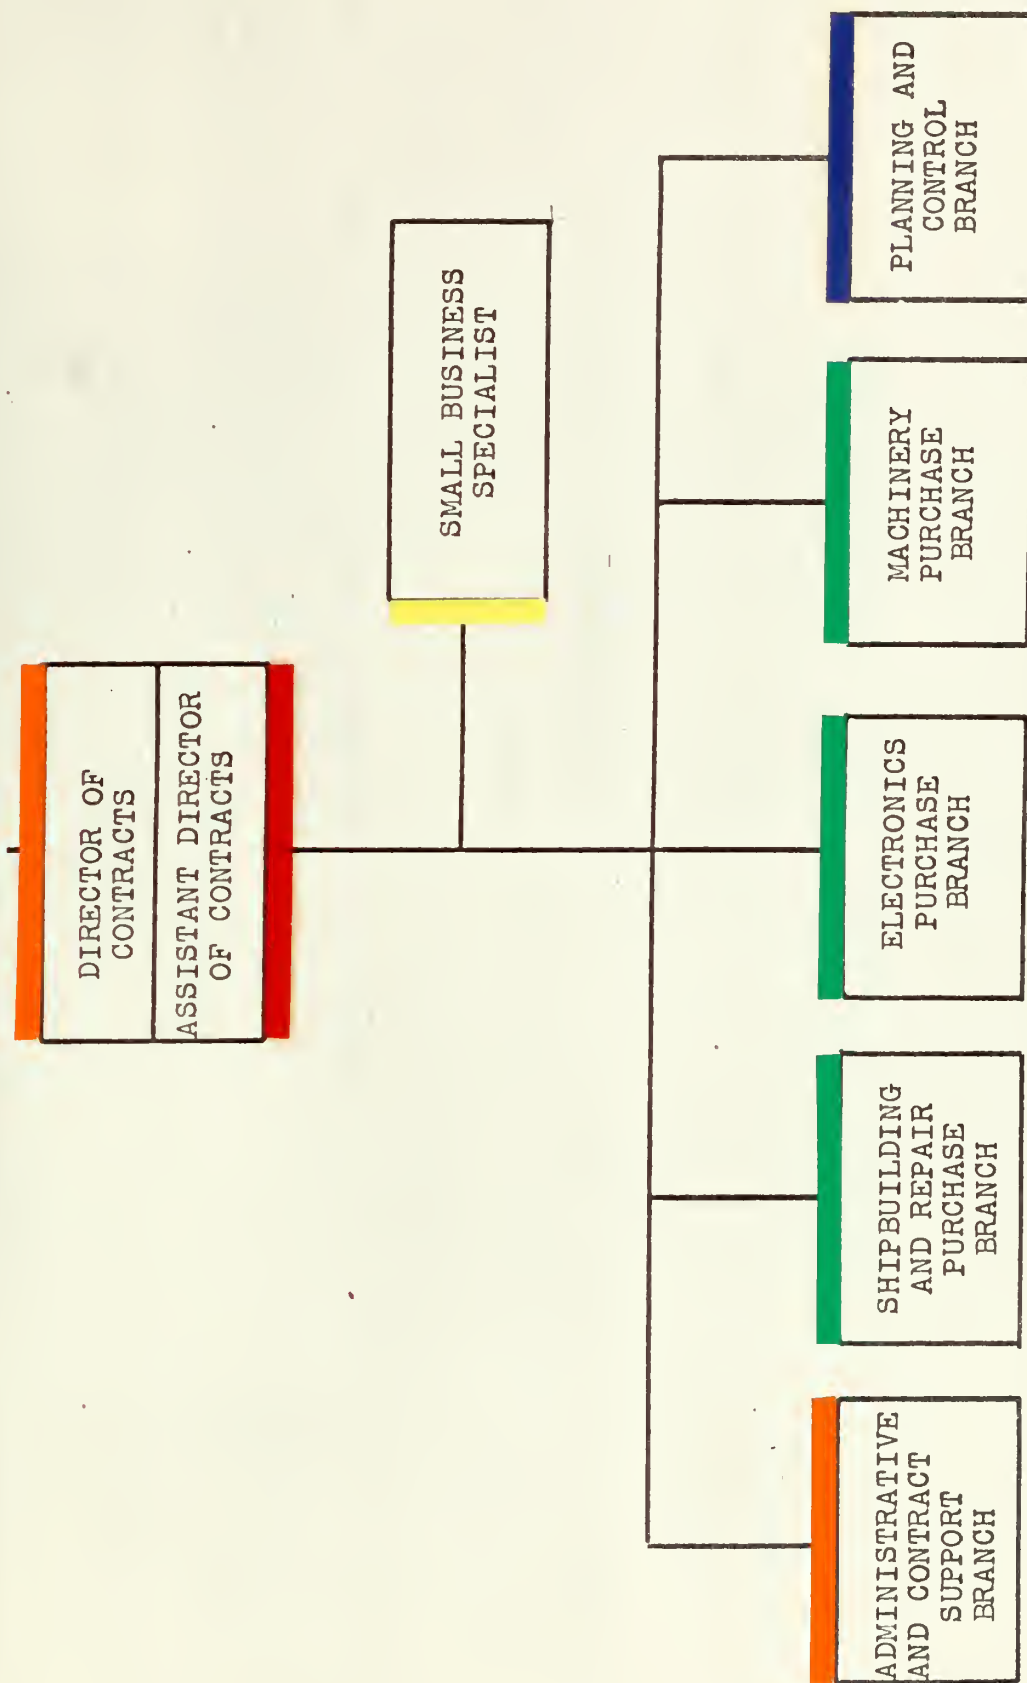 DIRECTOR OF
CONTRACTS
ASSISTANT DIRECTOR
OF CONTRACTS
SMALL BUSINESS
SPECIALIST
ADMINISTRATIVE
AND CONTRACT
SUPPORT
BRANCH
SHIPBUILDING
AND REPAIR
PURCHASE
BRANCH
ELECTRONICS
PURCHASE
BRANCH
MACHINERY
PURCHASE
BRANCH
PLANNING AND
CONTROL
BRANCH